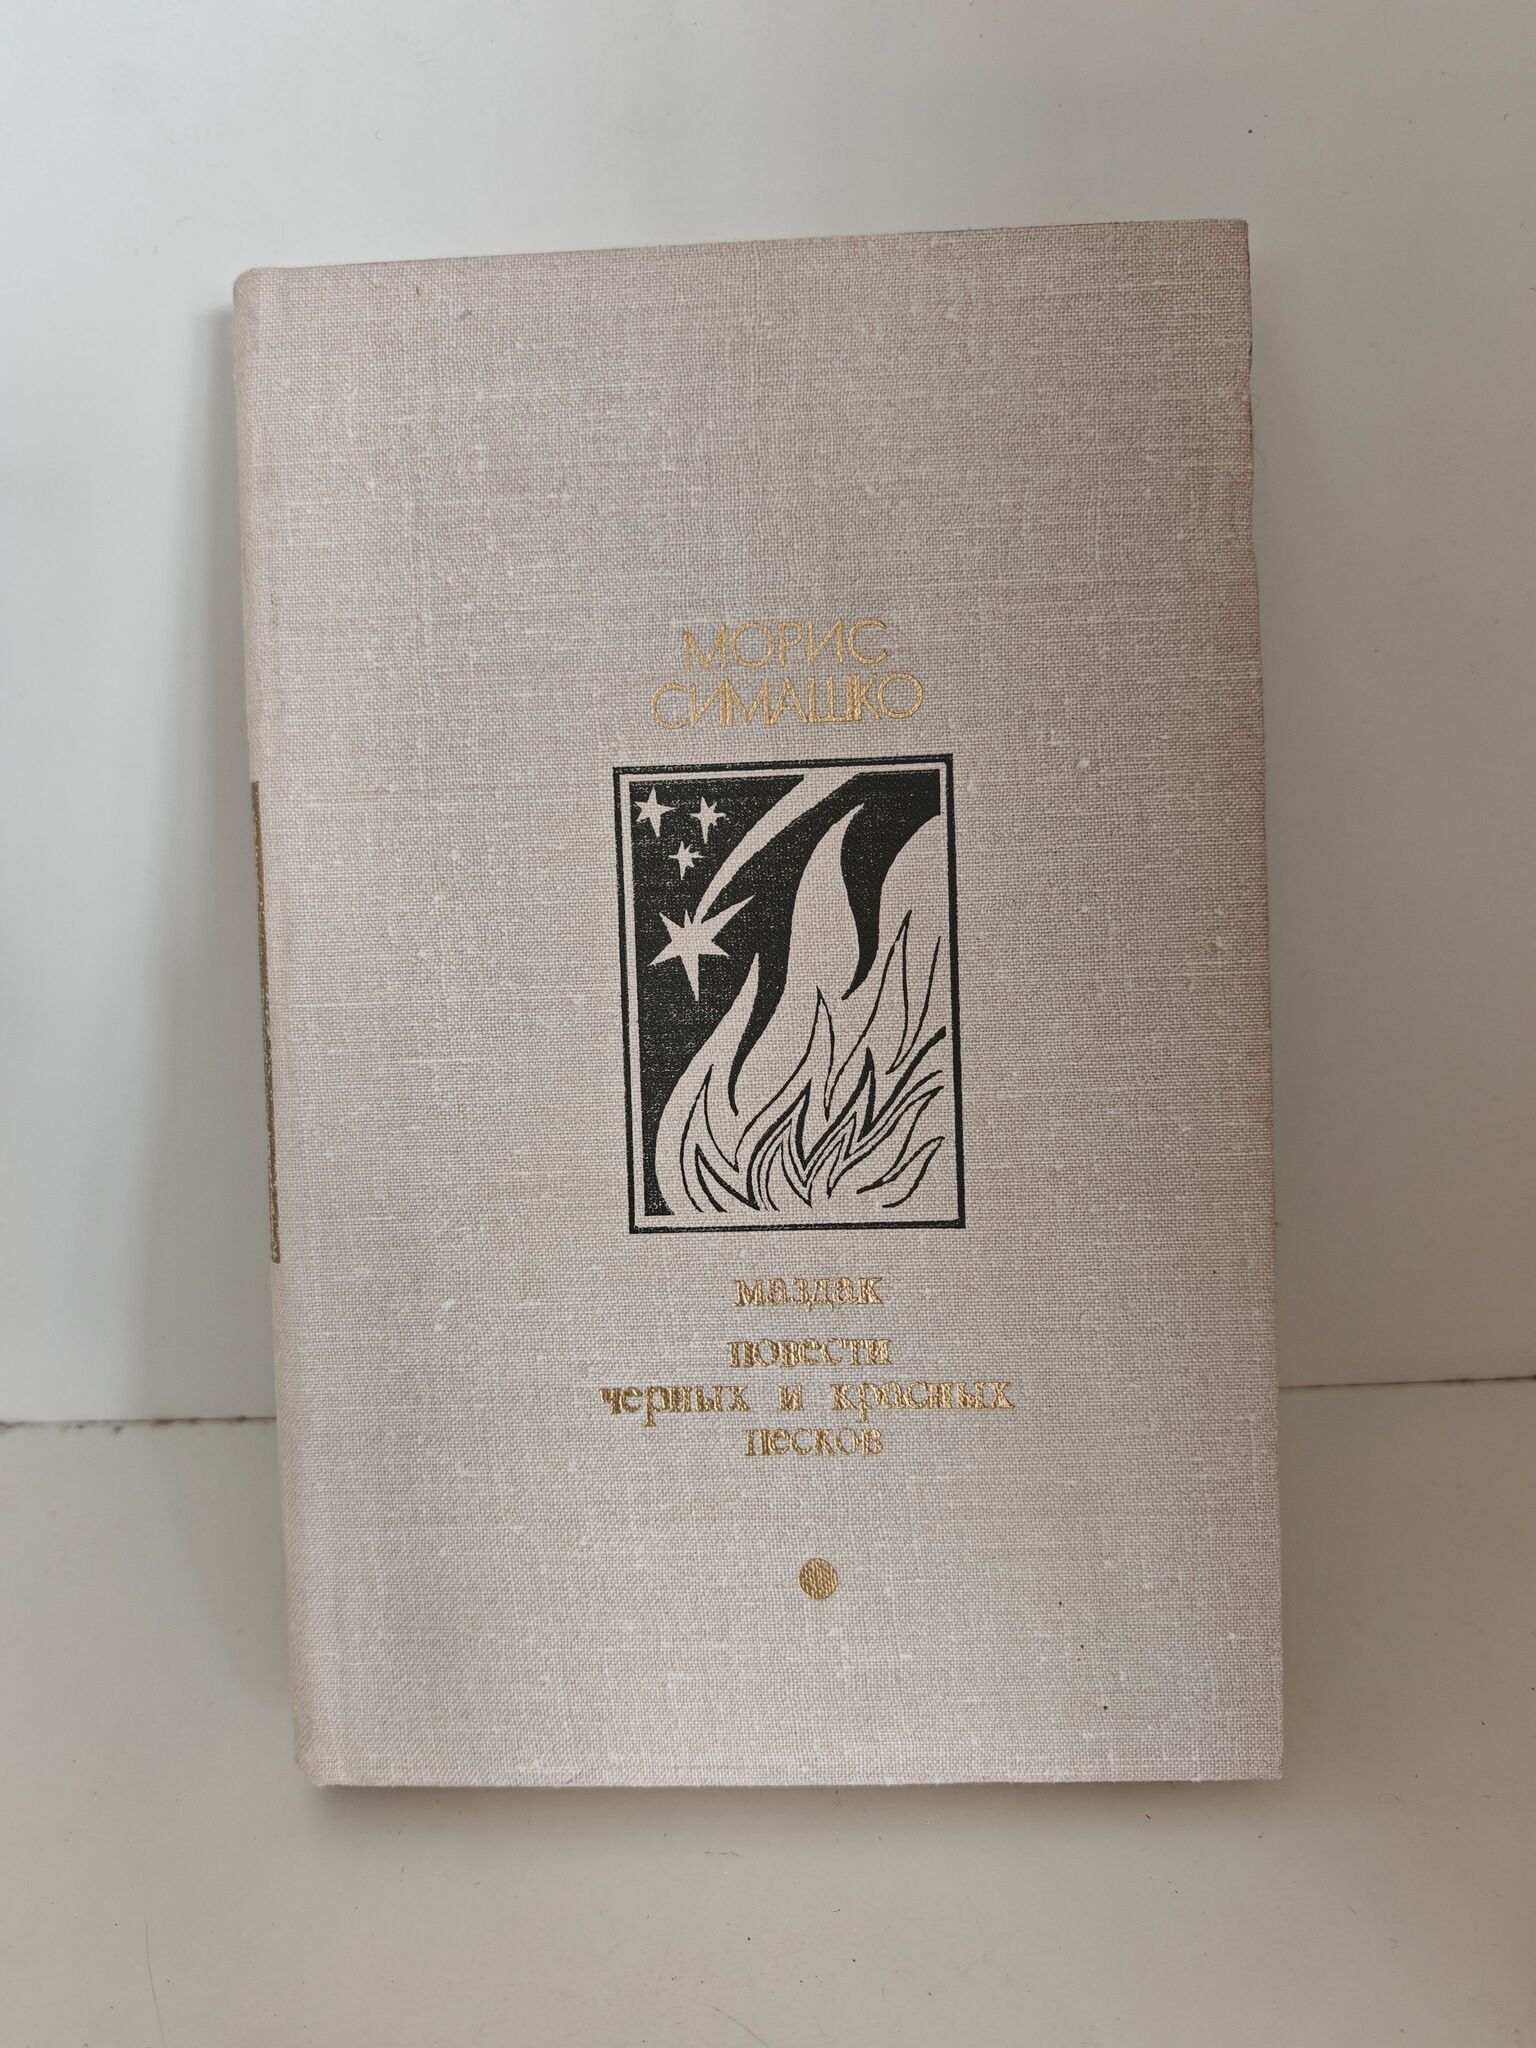 МОРИС
СИМАШКО
маздак
повести
черных и красных
песков